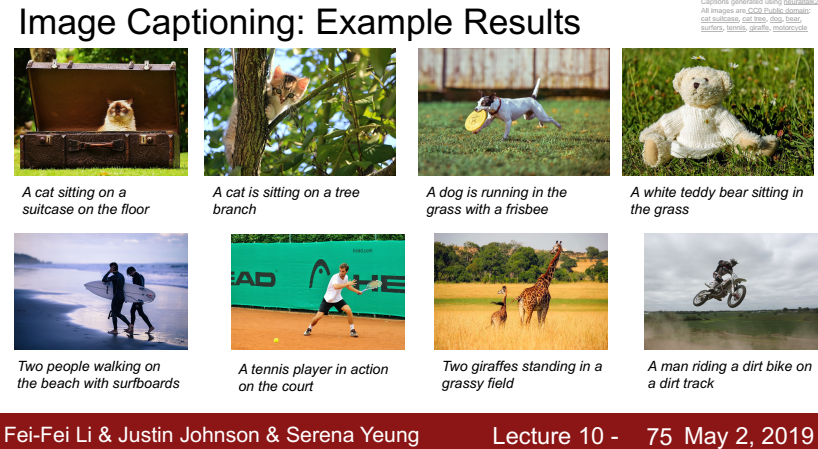 Image Captioning: Example Results
Captions generated using neuraltalk2
All images are CC0 Public domain:
cat suitcase, cat tree, dog, bear,
surfers, tennis, giraffe, motorcycle
A cat sitting on a
suitcase on the floor
A cat is sitting on a tree
branch
A dog is running in the
grass with a frisbee
A white teddy bear sitting in
the grass
EAD
HE
Two people walking on
the beach with surfboards
A tennis player in action
on the court
Two giraffes standing in a
grassy field
A man riding a dirt bike on
a dirt track
Fei-Fei Li & Justin Johnson & Serena Yeung
Lecture 10 - 75 May 2, 2019